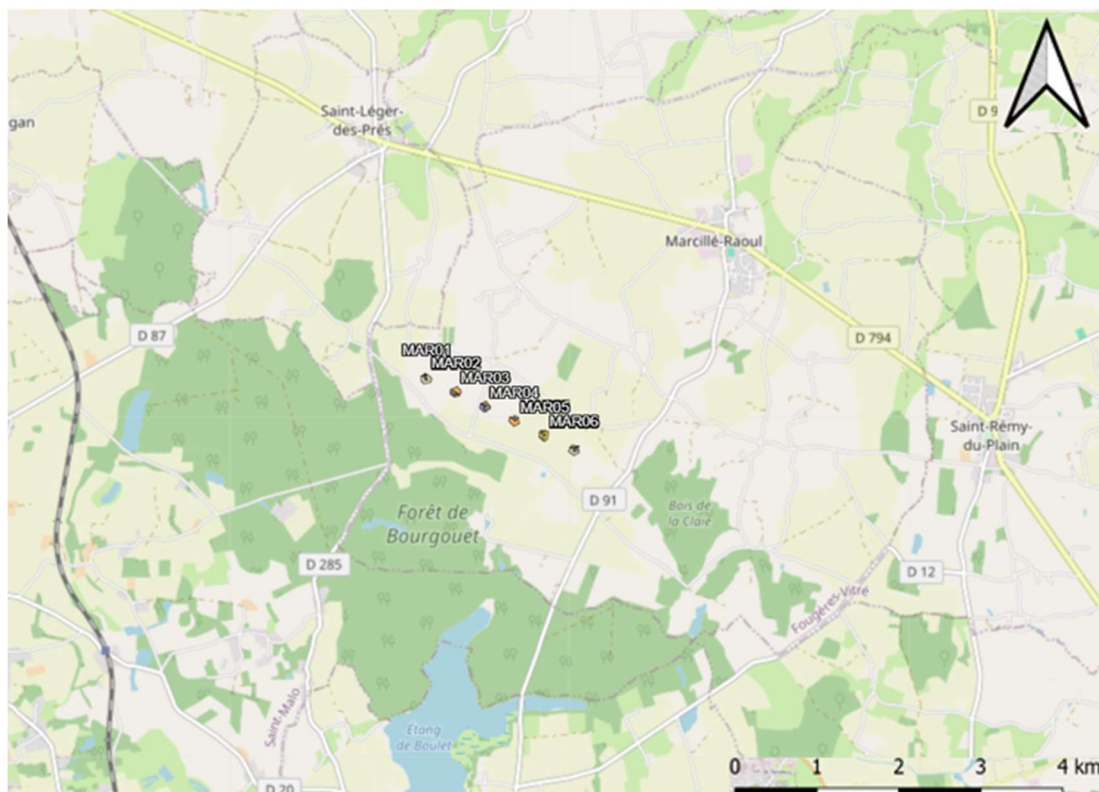 Saint-Léger-
des-Prés
D 9
gan
Marcillé-Raoul
D 87
D 794
MAR01
MAR02
MAR03
MAR04
MAR05
MAR06
Saint-Rémy-
du-Plain
D 91
Forêt de
Bourgouet
Bois de
la Claie
D 285
D 12
Fougères-Vitré
Saint-Malo
Étang
de Boulet
D 20
0 1 2 3 4 km